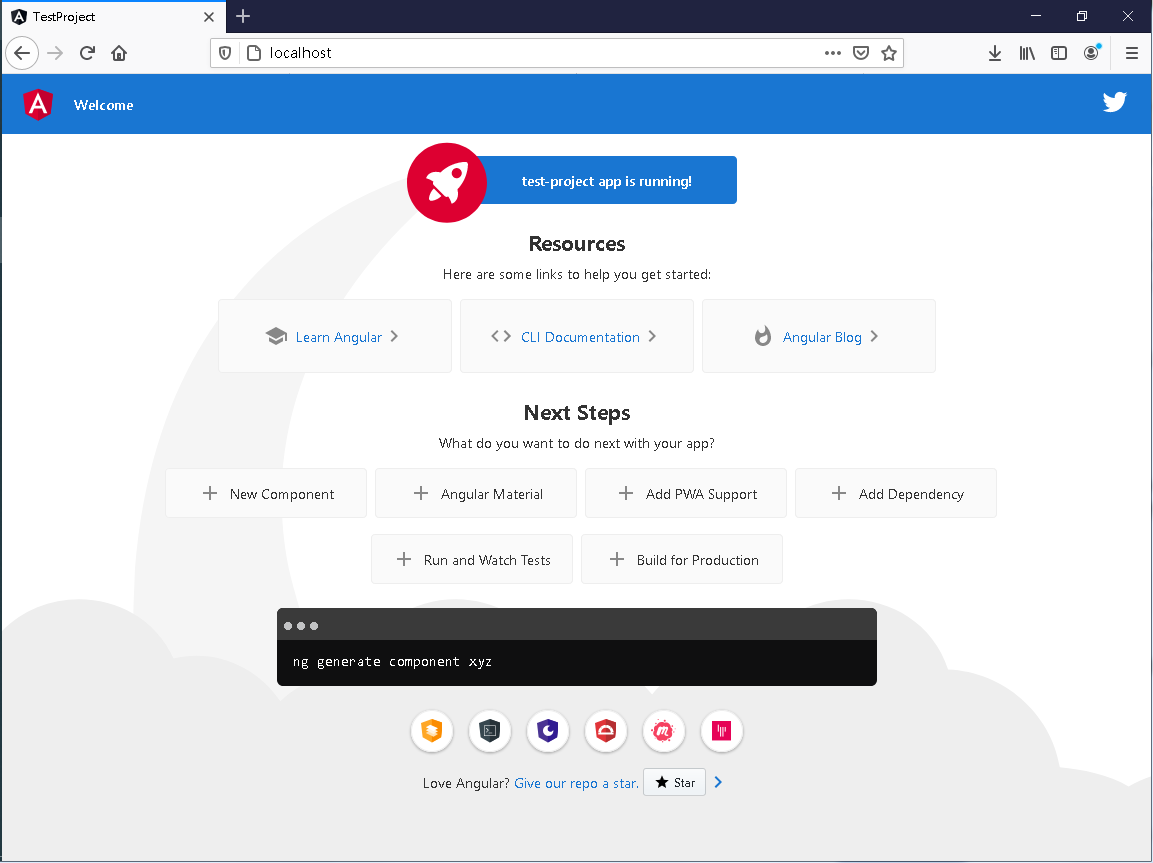 TestProject
localhost
Welcome
test-project app is running!
Resources
Here are some links to help you get started:
Learn Angular
CLI Documentation
Angular Blog
Next Steps
What do you want to do next with your app?
New Component
Angular Material
Add PWA Support
Add Dependency
Run and Watch Tests
Build for Production
ng generate component xyz
Love Angular? Give our repo a star. Star